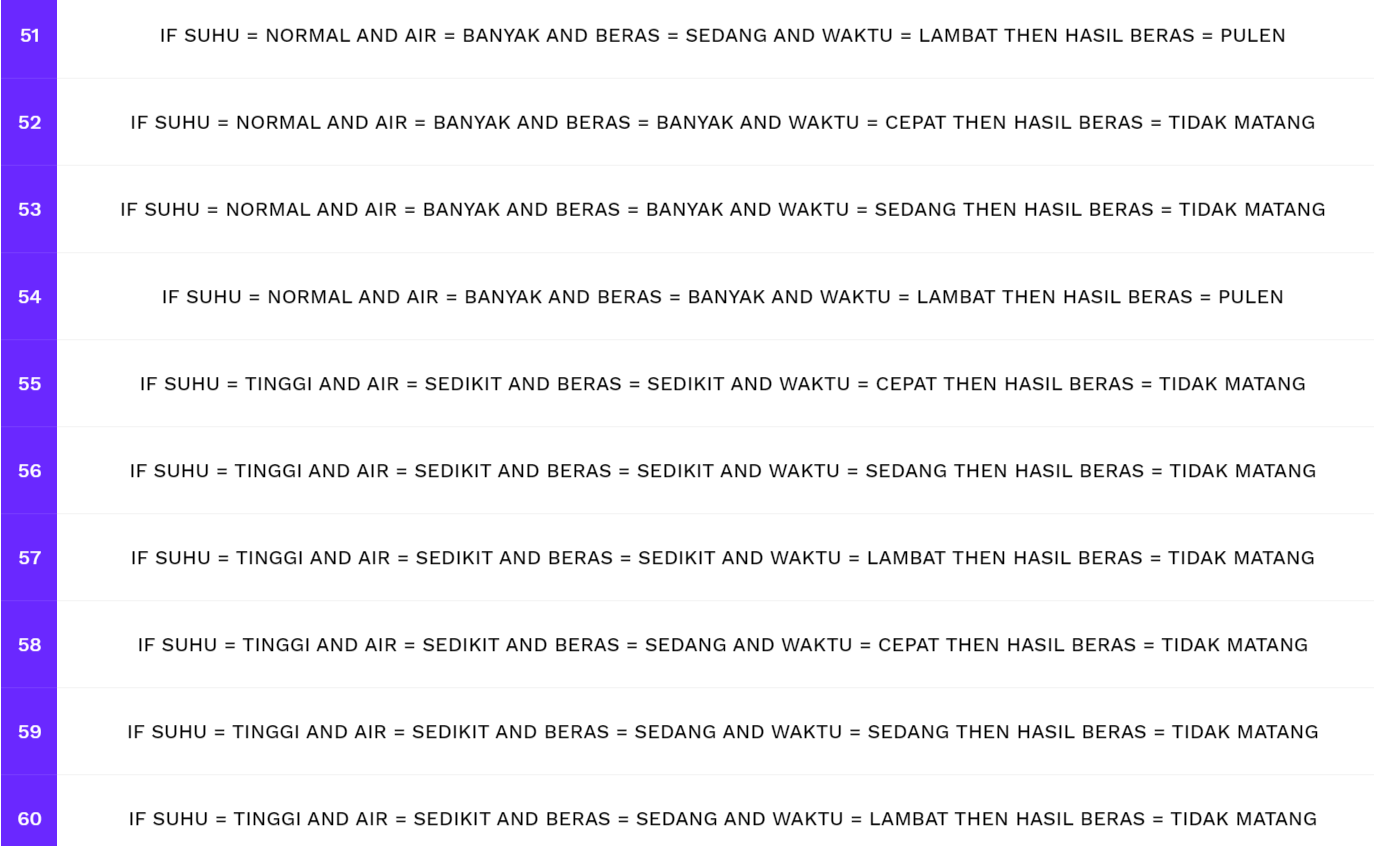 51 IF SUHU = NORMAL AND AIR = BANYAK AND BERAS = SEDANG AND WAKTU = LAMBAT THEN HASIL BERAS = PULEN
52 IF SUHU = NORMAL AND AIR = BANYAK AND BERAS = BANYAK AND WAKTU = CEPAT THEN HASIL BERAS = TIDAK MATANG
53 IF SUHU = NORMAL AND AIR = BANYAK AND BERAS = BANYAK AND WAKTU = SEDANG THEN HASIL BERAS = TIDAK MATANG
54 IF SUHU = NORMAL AND AIR = BANYAK AND BERAS = BANYAK AND WAKTU = LAMBAT THEN HASIL BERAS = PULEN
55 IF SUHU = TINGGI AND AIR = SEDIKIT AND BERAS = SEDIKIT AND WAKTU = CEPAT THEN HASIL BERAS = TIDAK MATANG
56 IF SUHU = TINGGI AND AIR = SEDIKIT AND BERAS = SEDIKIT AND WAKTU = SEDANG THEN HASIL BERAS = TIDAK MATANG
57 IF SUHU = TINGGI AND AIR = SEDIKIT AND BERAS = SEDIKIT AND WAKTU = LAMBAT THEN HASIL BERAS = TIDAK MATANG
58 IF SUHU = TINGGI AND AIR = SEDIKIT AND BERAS = SEDANG AND WAKTU = CEPAT THEN HASIL BERAS = TIDAK MATANG
59 IF SUHU = TINGGI AND AIR = SEDIKIT AND BERAS = SEDANG AND WAKTU = SEDANG THEN HASIL BERAS = TIDAK MATANG
60 IF SUHU = TINGGI AND AIR = SEDIKIT AND BERAS = SEDANG AND WAKTU = LAMBAT THEN HASIL BERAS = TIDAK MATANG